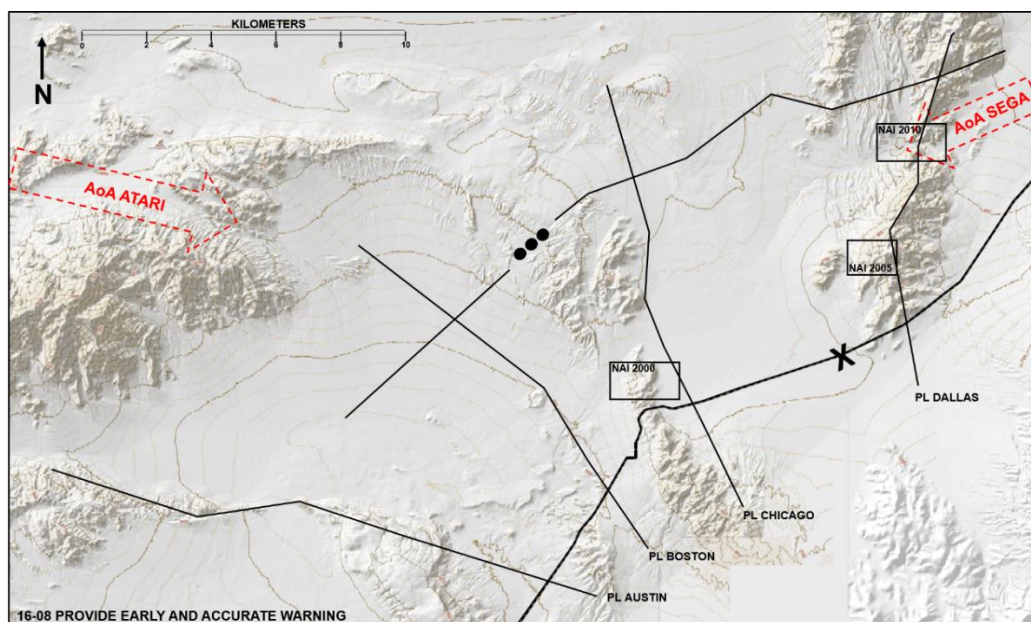 KILOMETERS
0 2 4 6 8 10
N
NAI 2010
AoA SEGA
AoA ATARI
NAI 2005
NAI 2000
X
PL DALLAS
PL CHICAGO
PL BOSTON
PL AUSTIN
16-08 PROVIDE EARLY AND ACCURATE WARNING